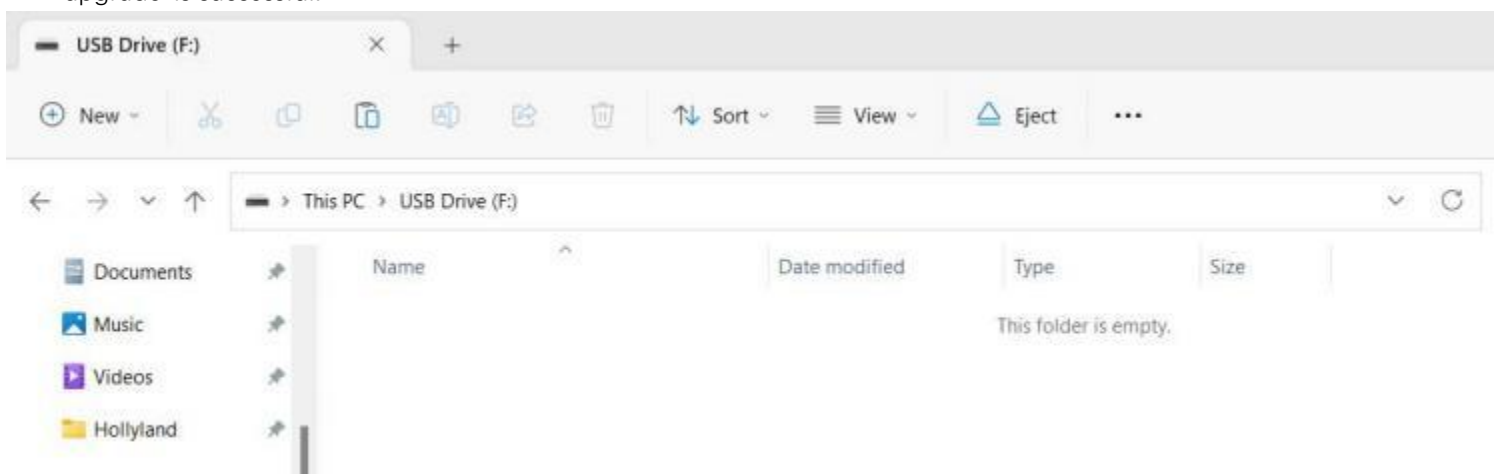 USB Drive (F:)
New
Sort
View
Eject
This PC > USB Drive (F:)
Documents
Name
Date modified
Type
Size
Music
This folder is empty.
Videos
Hollyland